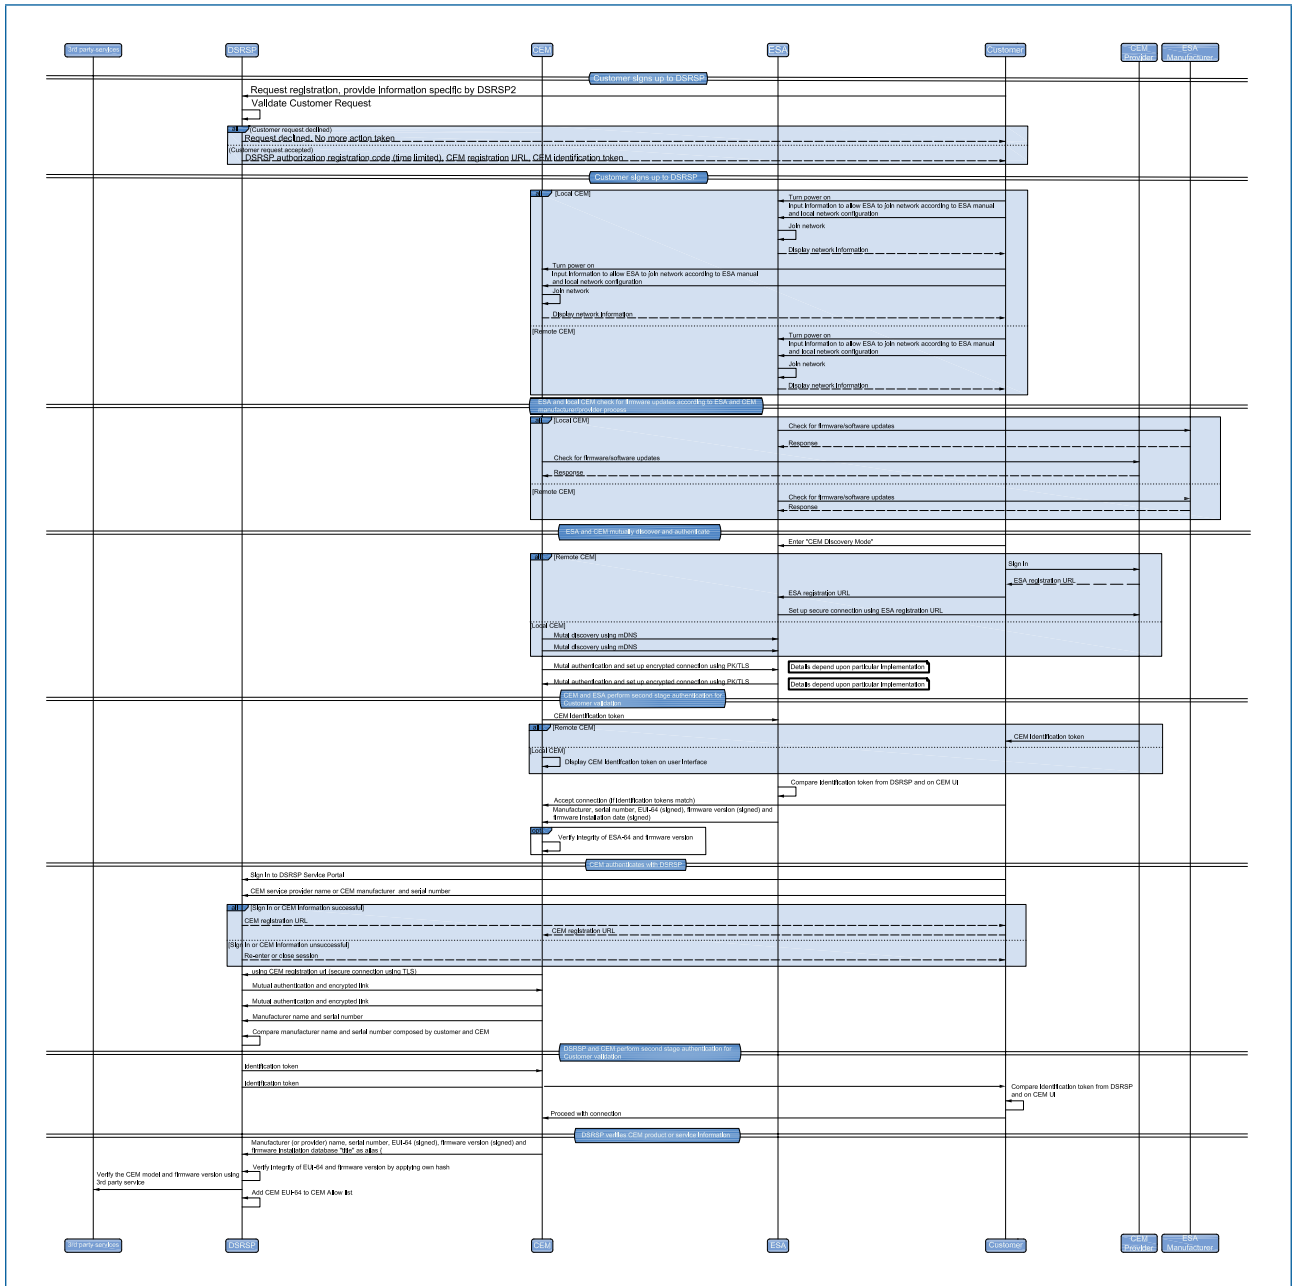 3rd party-services
DSRSP
CEM
ESA
Customer
CEM
Provider
ESA
Manufacturer
Customer signs up to DSRSP
Request registration, provide information specific by DSRSP2
Validate Customer Request
alt
(Customer request declined)
Request declined, No more action taken
(Customer request accepted)
DSRSP authorization registration code (time limited), CEM registration URL, CEM identification token
Customer signs up to DSRSP
alt
[Local CEM]
Turn power on
Input Information to allow ESA to join network according to ESA manual
and local network configuration
Join network
Display network Information
Turn power on
Input Information to allow ESA to join network according to ESA manual
and local network configuration
Join network
Display network Information
[Remote CEM]
Turn power on
Input Information to allow ESA to join network according to ESA manual
and local network configuration
Join network
Display network Information
ESA and local CEM check for firmware updates according to ESA and CEM
manufacturer/provider process
alt
[Local CEM]
Check for firmware/software updates
Response
Check for firmware/software updates
Response
[Remote CEM]
Check for firmware/software updates
Response
ESA and CEM mutually discover and authenticate
Enter "CEM Discovery Mode"
alt
[Remote CEM]
Sign In
ESA registration URL
ESA registration URL
Set up secure connection using ESA registration URL
[Local CEM]
Mutal discovery using mDNS
Mutal discovery using mDNS
Mutal authentication and set up encrypted connection using PK/TLS
Details depend upon particular Implementation
Mutal authentication and set up encrypted connection using PK/TLS
Details depend upon particular Implementation
CEM and ESA perform second stage authentication for
Customer validation
CEM Identification token
alt
[Remote CEM]
CEM Identification token
[Local CEM]
Display CEM Identifcation token on user Interface
Compare Identification token from DSRSP and on CEM UI
Accept connection (if Identification tokens match)
Manufacturer, serial number, EUI-64 (signed), firmware version (signed) and
firmware Installation date (signed)
opt
Verify Integrity of ESA-64 and firmware version
CEM authenticates with DSRSP
Sign In to DSRSP Service Portal
CEM service provider name or CEM manufacturer and serial number
alt
[Sign In or CEM Information successful]
CEM registration URL
CEM registration URL
[Sign In or CEM Information unsuccessful]
Re-enter or close session
using CEM registration url (secure connection using TLS)
Mutual authentication and encrypted link
Mutual authentication and encrypted link
Manufacturer name and serial number
Compare manufacturer name and serial number composed by customer and CEM
DSRSP and CEM perform second stage authentication for
Customer validation
Identification token
Identification token
Compare Identification token from DSRSP
and on CEM UI
Proceed with connection
DSRSP verifies CEM product or service Information
Manufacturer (or provider) name, serial number, EUI-64 (signed), firmware version (signed) and
firmware Installation database "title" as alias {
Verify Integrity of EUI-64 and firmware version by applying own hash
Verify the CEM model and firmware version using
3rd party service
Add CEM EUI-64 to CEM Allow list
3rd party-services
DSRSP
CEM
ESA
Customer
CEM
Provider
ESA
Manufacturer